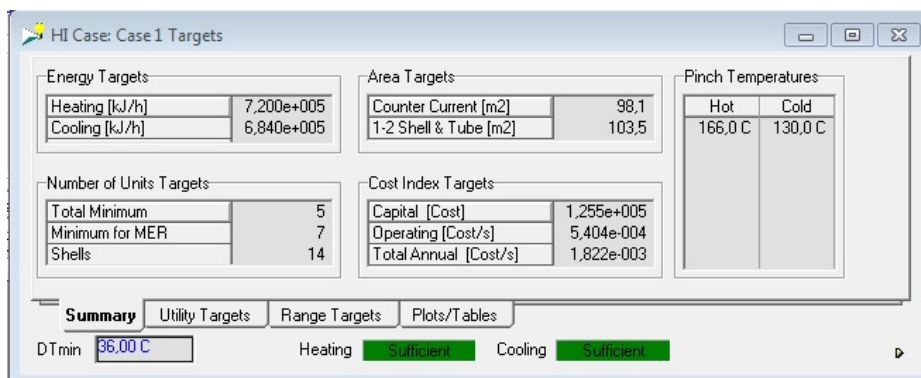 HI Case: Case 1 Targets
Energy Targets
Heating [kJ/h] 7,200e+005
Cooling [kJ/h] 6,840e+005
Area Targets
Counter Current [m2] 98,1
1-2 Shell & Tube [m2] 103,5
Pinch Temperatures
Hot Cold
166,0 C 130,0 C
Number of Units Targets
Total Minimum 5
Minimum for MER 7
Shells 14
Cost Index Targets
Capital [Cost] 1,255e+005
Operating [Cost/s] 5,404e-004
Total Annual [Cost/s] 1,822e-003
Summary Utility Targets Range Targets Plots/Tables
DTmin 36,00 C Heating Sufficient Cooling Sufficient